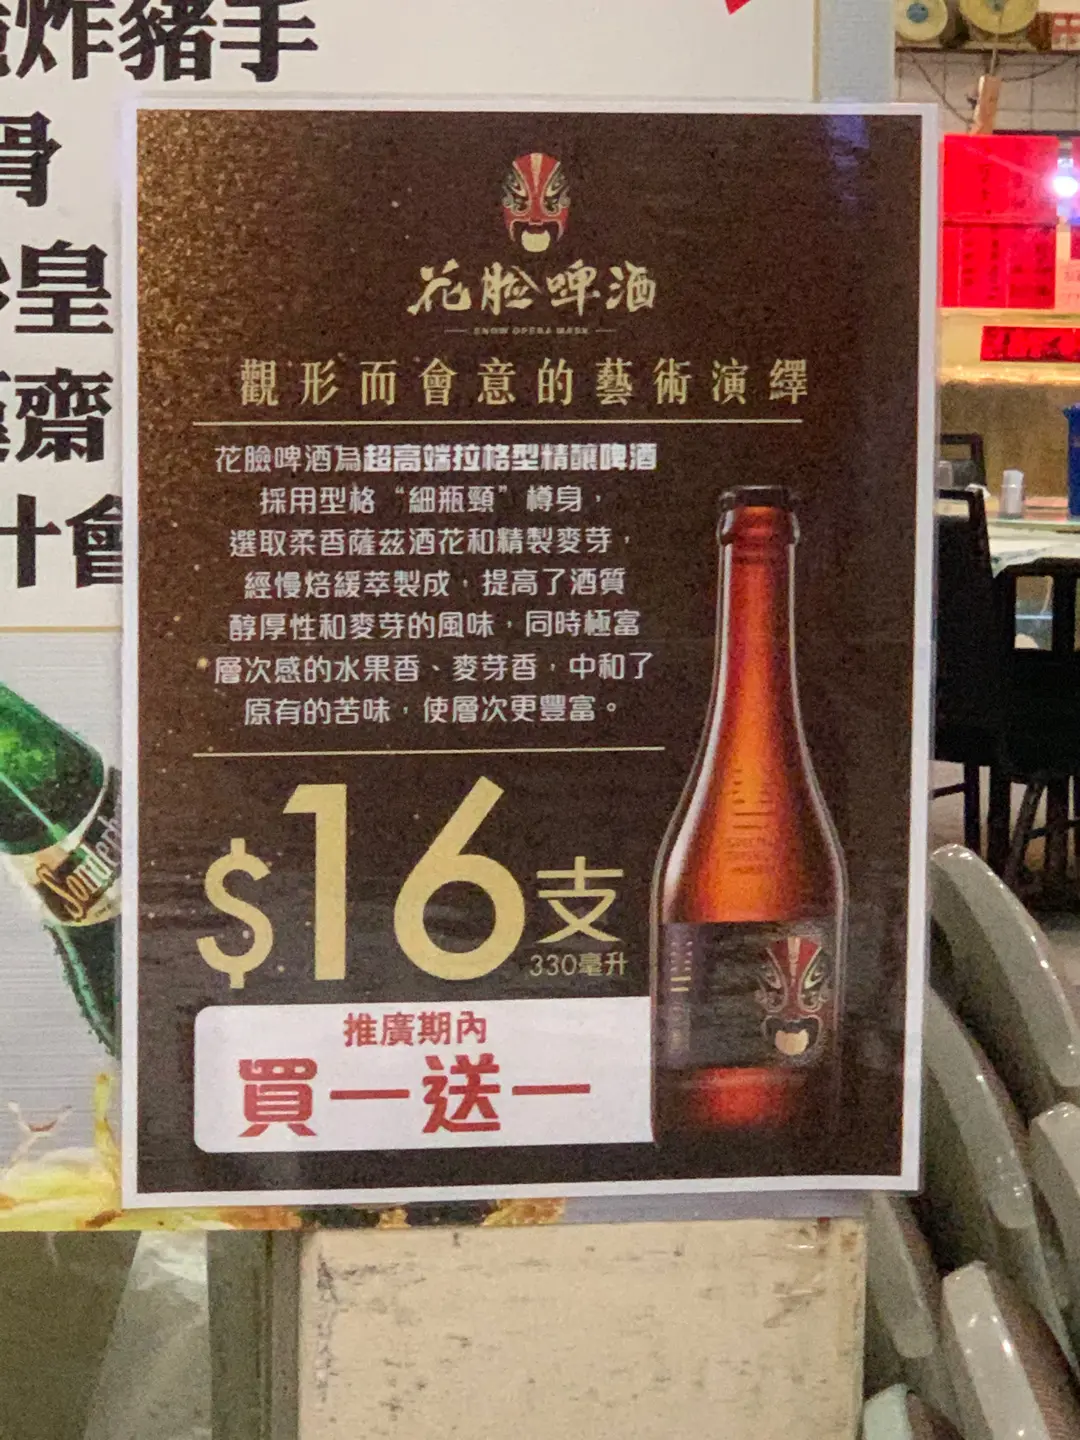 炸豬手
骨
皇
齋
會
花臉啤酒
SNOW OPERA MASK
觀形而會意的藝術演繹
花臉啤酒為超高端拉格型精釀啤酒
採用型格“細瓶頸”樽身，
選取柔香薩茲酒花和精製麥芽，
經慢焙緩萃製成，提高了酒質
醇厚性和麥芽的風味，同時極富
層次感的水果香、麥芽香，中和了
原有的苦味，使層次更豐富。
$16支
330毫升
推廣期內
買一送一